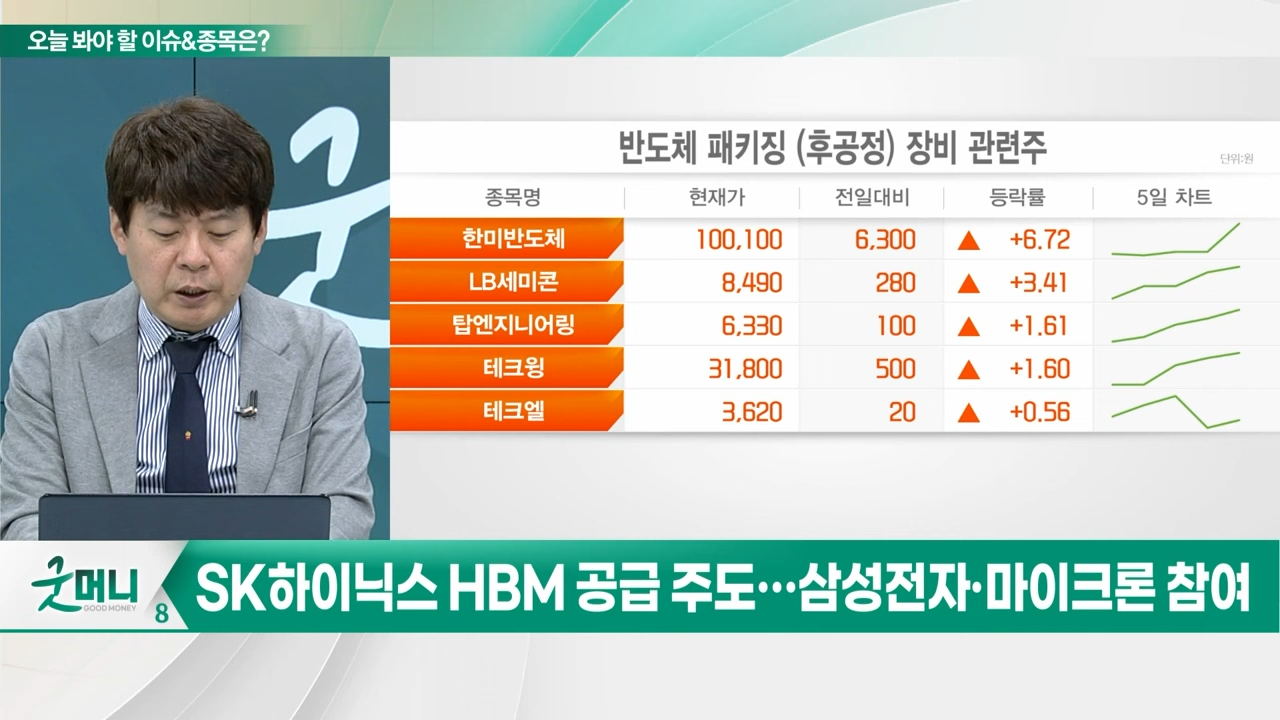 오늘 봐야 할 이슈&종목은?
반도체 패키징 (후공정) 장비 관련주
단위:원
종목명 현재가 전일대비 등락률 5일 차트
한미반도체 100,100 6,300 ▲ +6.72
LB세미콘 8,490 280 ▲ +3.41
탑엔지니어링 6,330 100 ▲ +1.61
테크윙 31,800 500 ▲ +1.60
테크엘 3,620 20 ▲ +0.56
굿머니
GOOD MONEY
8
SK하이닉스 HBM 공급 주도…삼성전자·마이크론 참여